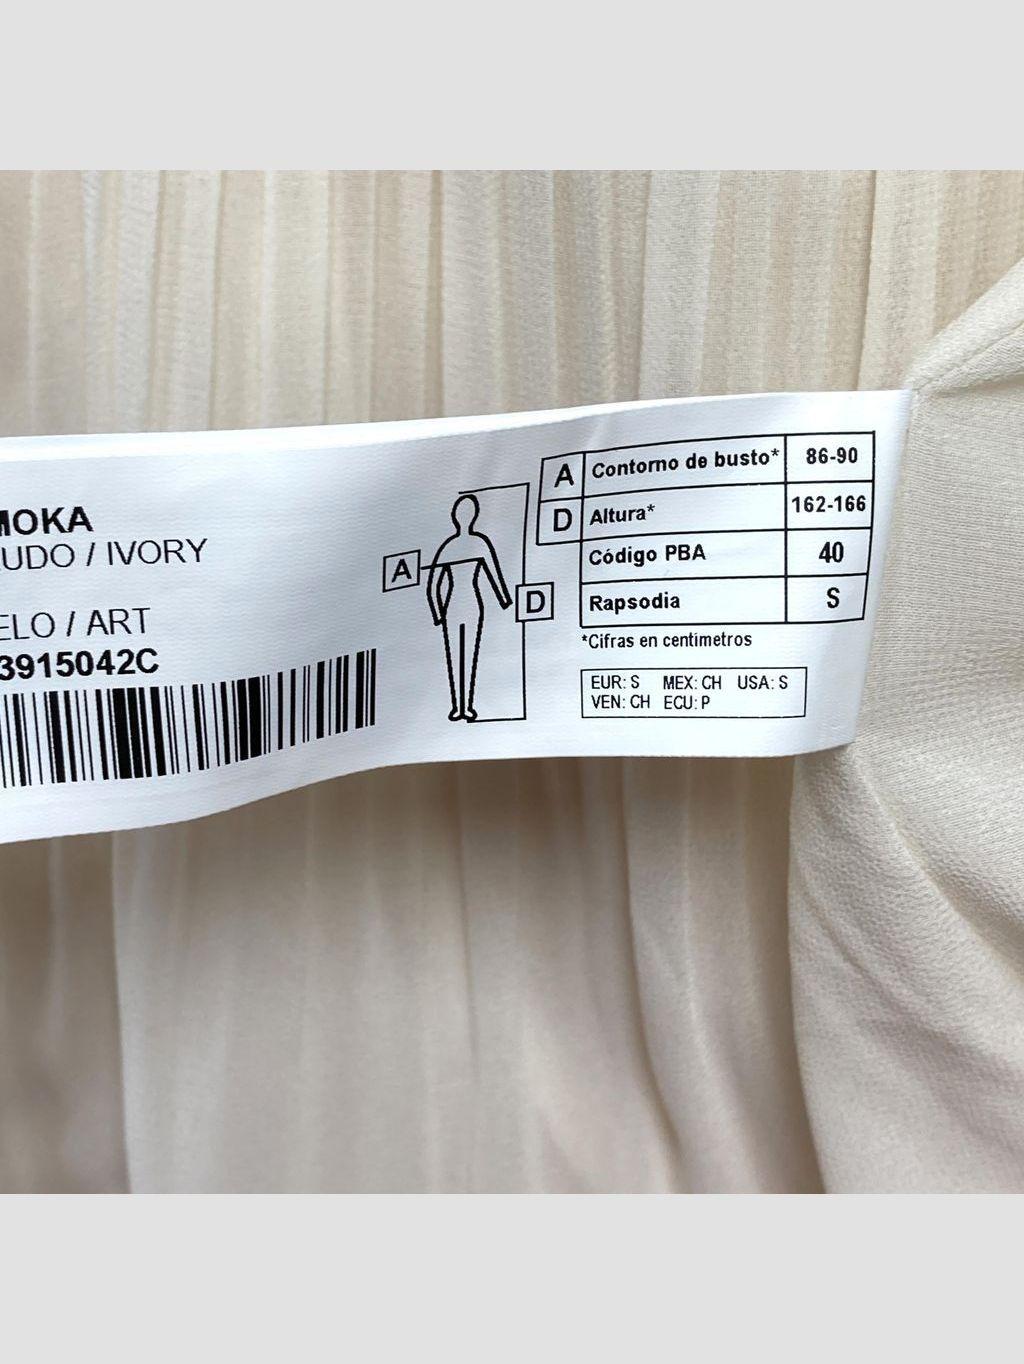 MOKA
UDO / IVORY
ELO / ART
3915042C
A
D
A Contorno de busto* 86-90
D Altura* 162-166
Código PBA 40
Rapsodia S
*Cifras en centímetros
EUR: S MEX: CH USA: S
VEN: CH ECU: P